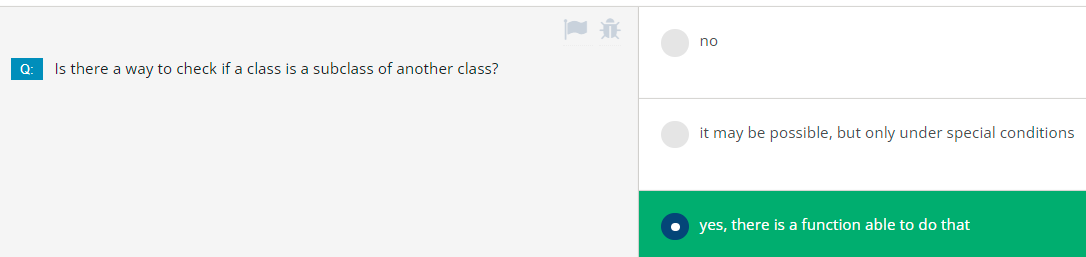 Q: Is there a way to check if a class is a subclass of another class?
no
it may be possible, but only under special conditions
yes, there is a function able to do that